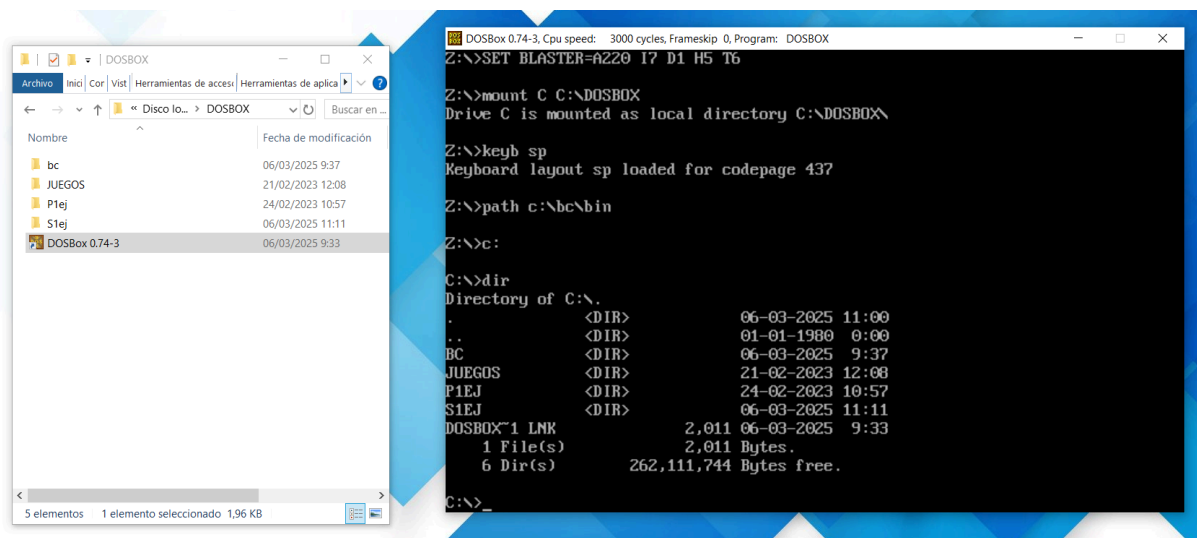 DOSBOX
Archivo Inici Cor Vist Herramientas de acces Herramientas de aplica
« Disco lo... > DOSBOX Buscar en ...
Nombre Fecha de modificación
bc 06/03/2025 9:37
JUEGOS 21/02/2023 12:08
P1ej 24/02/2023 10:57
S1ej 06/03/2025 11:11
DOSBox 0.74-3 06/03/2025 9:33
5 elementos 1 elemento seleccionado 1,96 KB
DOSBox 0.74-3, Cpu speed: 3000 cycles, Frameskip 0, Program: DOSBOX
Z:\>SET BLASTER=A220 I7 D1 H5 T6
Z:\>mount C C:\DOSBOX
Drive C is mounted as local directory C:\DOSBOX\
Z:\>keyb sp
Keyboard layout sp loaded for codepage 437
Z:\>path c:\bc\bin
Z:\>c:
C:\>dir
Directory of C:\.
. <DIR> 06-03-2025 11:00
.. <DIR> 01-01-1980 0:00
BC <DIR> 06-03-2025 9:37
JUEGOS <DIR> 21-02-2023 12:08
P1EJ <DIR> 24-02-2023 10:57
S1EJ <DIR> 06-03-2025 11:11
DOSBOX~1 LNK 2,011 06-03-2025 9:33
1 File(s) 2,011 Bytes.
6 Dir(s) 262,111,744 Bytes free.
C:\>_